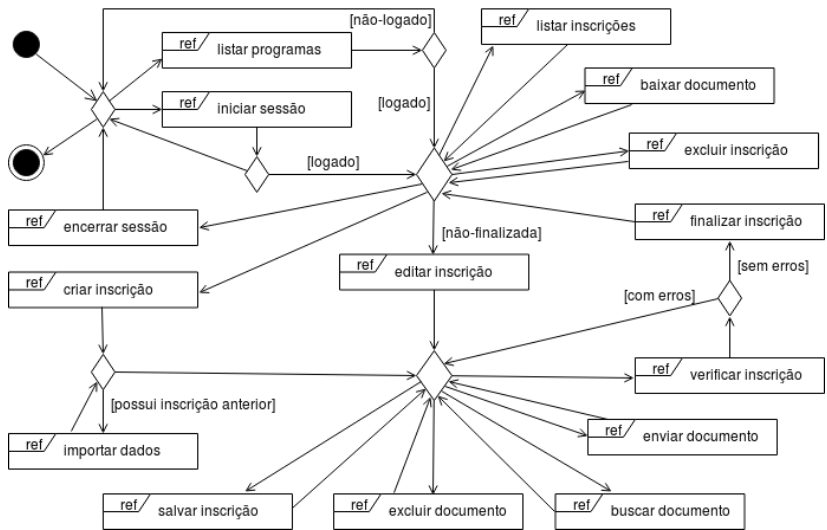 [não-logado]
ref listar inscrições
ref listar programas
ref baixar documento
ref iniciar sessão
[logado]
ref excluir inscrição
[logado]
ref encerrar sessão
[não-finalizada]
ref finalizar inscrição
ref editar inscrição
[sem erros]
ref criar inscrição
[com erros]
ref verificar inscrição
[possui inscrição anterior]
ref importar dados
ref enviar documento
ref salvar inscrição
ref excluir documento
ref buscar documento